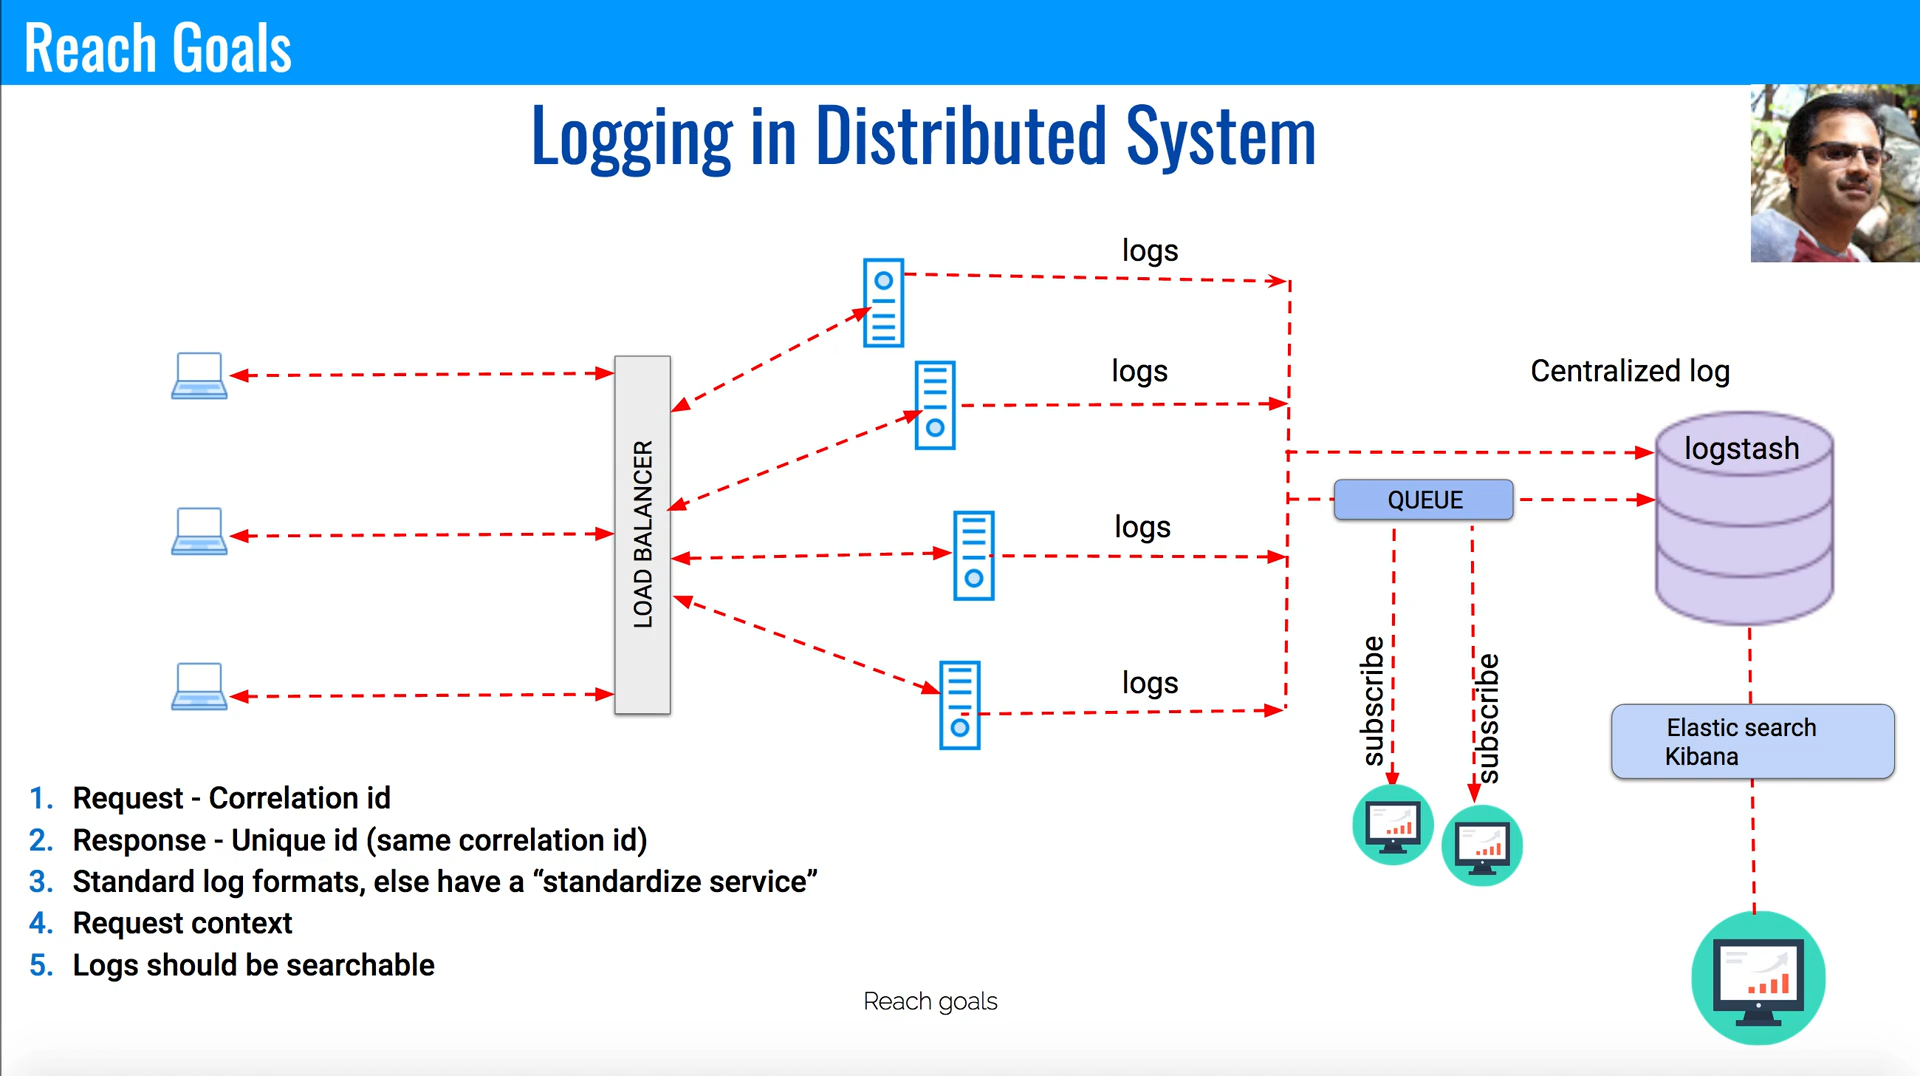 Reach Goals
Logging in Distributed System
logs
logs
logs
logs
LOAD BALANCER
Centralized log
logstash
QUEUE
subscribe
subscribe
Elastic search
Kibana
1. Request - Correlation id
2. Response - Unique id (same correlation id)
3. Standard log formats, else have a “standardize service”
4. Request context
5. Logs should be searchable
Reach goals